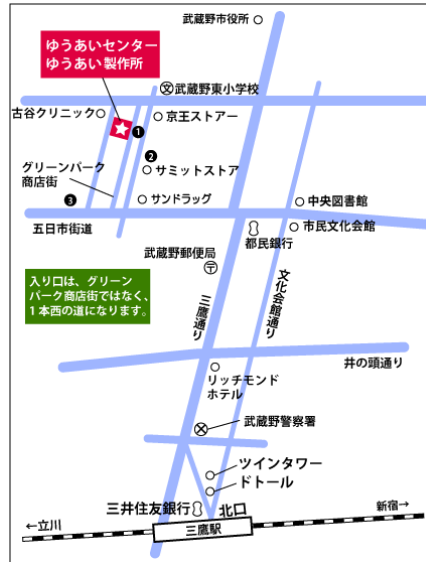 武蔵野市役所
ゆうあいセンター
ゆうあい製作所
武蔵野東小学校
文
古谷クリニック
京王ストアー
1
2
サミットストア
グリーンパーク
商店街
3
サンドラッグ
中央図書館
五日市街道
市民文化会館
都民銀行
武蔵野郵便局
入り口は、グリーン
パーク商店街ではなく、
1本西の道になります。
三鷹通り
文化会館通り
井の頭通り
リッチモンド
ホテル
武蔵野警察署
ツインタワー
ドトール
三井住友銀行
北口
新宿→
←立川
三鷹駅